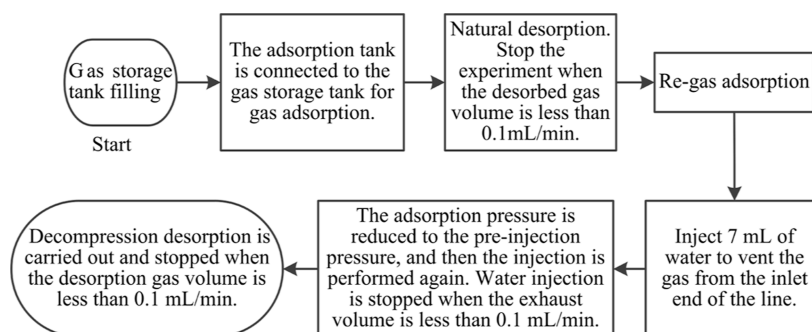 Gas storage
tank filling
Start
The adsorption tank
is connected to the
gas storage tank for
gas adsorption.
Natural desorption.
Stop the
experiment when
the desorbed gas
volume is less than
0.1mL/min.
Re-gas adsorption
Inject 7 mL of
water to vent the
gas from the inlet
end of the line.
The adsorption pressure is
reduced to the pre-injection
pressure, and then the injection is
performed again. Water injection
is stopped when the exhaust
volume is less than 0.1 mL/min.
Decompression desorption is
carried out and stopped when
the desorption gas volume is
less than 0.1 mL/min.